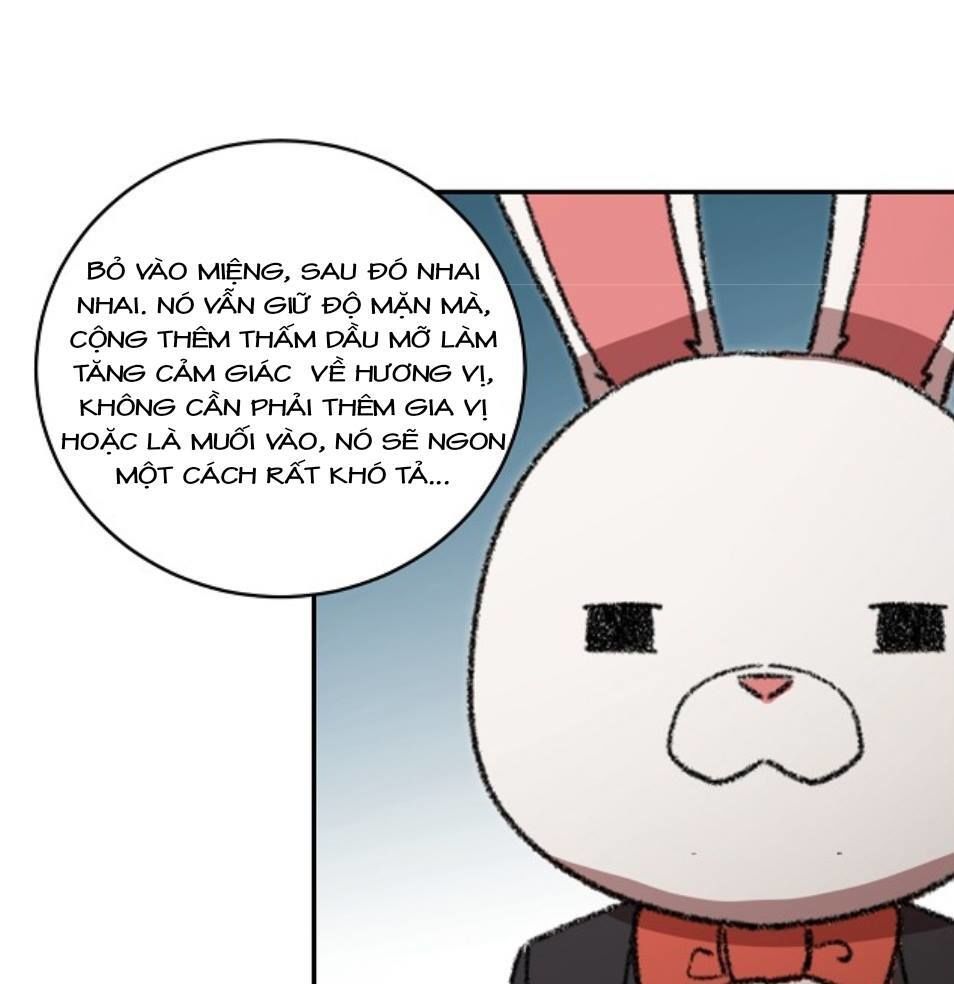 BỎ VÀO MIỆNG, SAU ĐÓ NHAI
NHAI. NÓ VẪN GIỮ ĐỘ MẶN MÀ,
CỘNG THÊM THẤM DẦU MỠ LÀM
TĂNG CẢM GIÁC VỀ HƯƠNG VỊ,
KHÔNG CẦN PHẢI THÊM GIA VỊ
HOẶC LÀ MUỐI VÀO, NÓ SẼ NGON
MỘT CÁCH RẤT KHÓ TẢ...